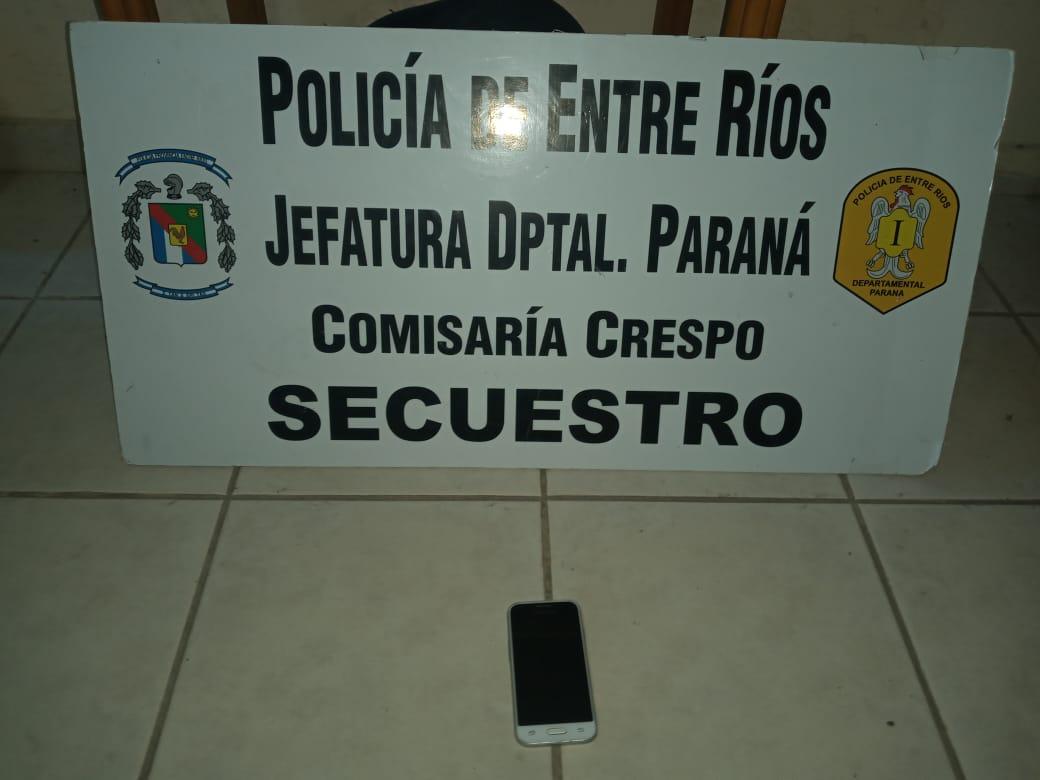 POLICÍA DE ENTRE RÍOS
JEFATURA DPTAL. PARANÁ
COMISARÍA CRESPO
SECUESTRO
POLICIA DE ENTRE RIOS
I
DEPARTAMENTAL
PARANA